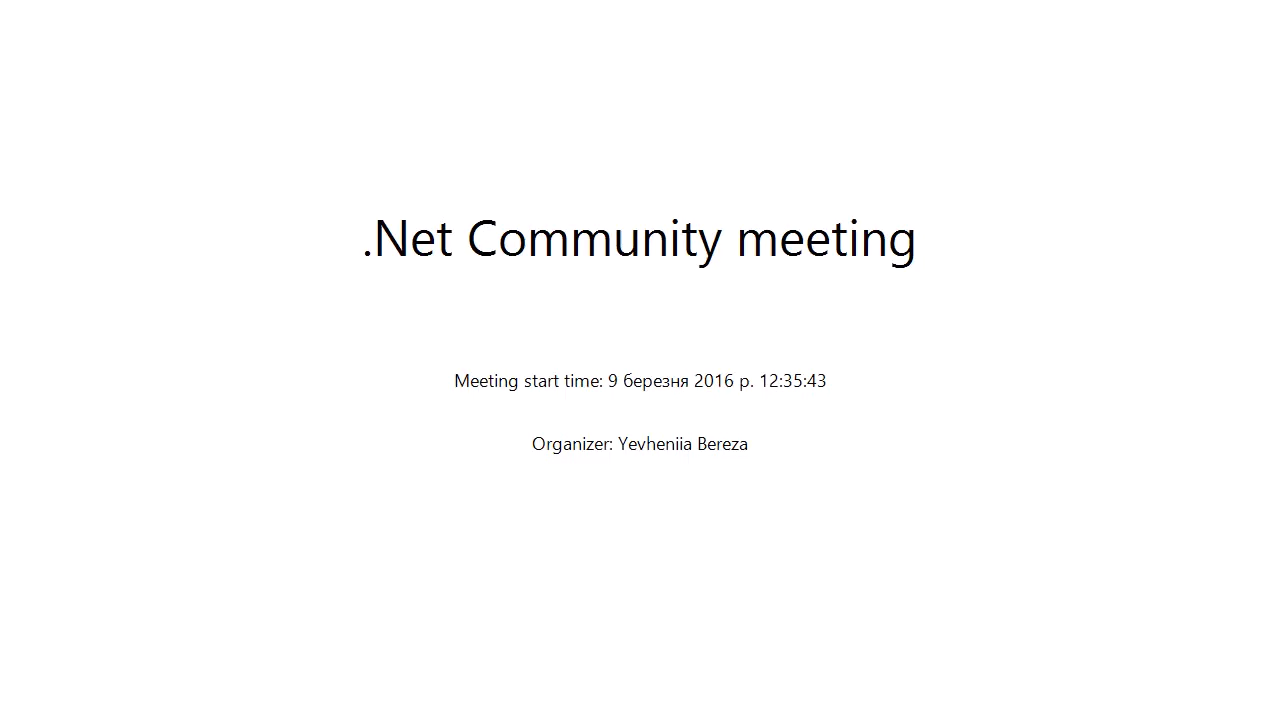 .Net Community meeting
Meeting start time: 9 березня 2016 р. 12:35:43
Organizer: Yevheniia Bereza